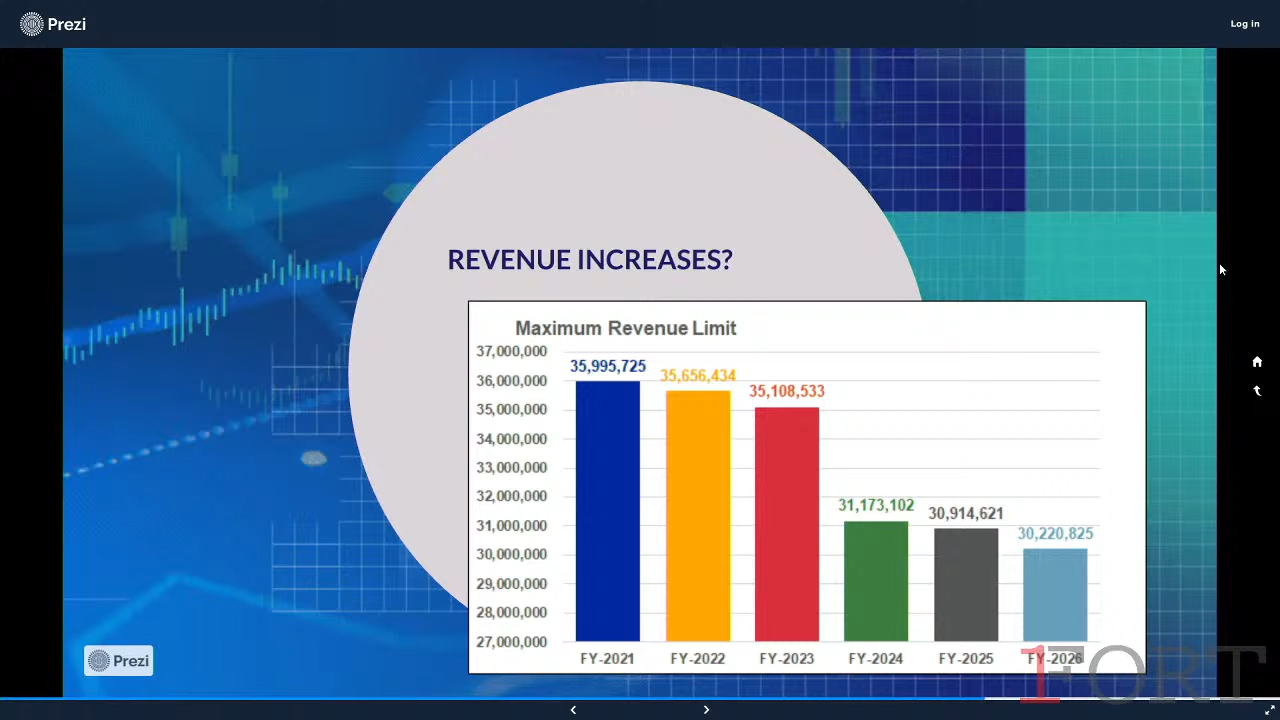 Prezi
Log in
REVENUE INCREASES?
Maximum Revenue Limit
37,000,000
36,000,000
35,000,000
34,000,000
33,000,000
32,000,000
31,000,000
30,000,000
29,000,000
28,000,000
27,000,000
35,995,725
35,656,434
35,108,533
31,173,102
30,914,621
30,220,825
FY-2021 FY-2022 FY-2023 FY-2024 FY-2025 FY-2026
Prezi
1FORT